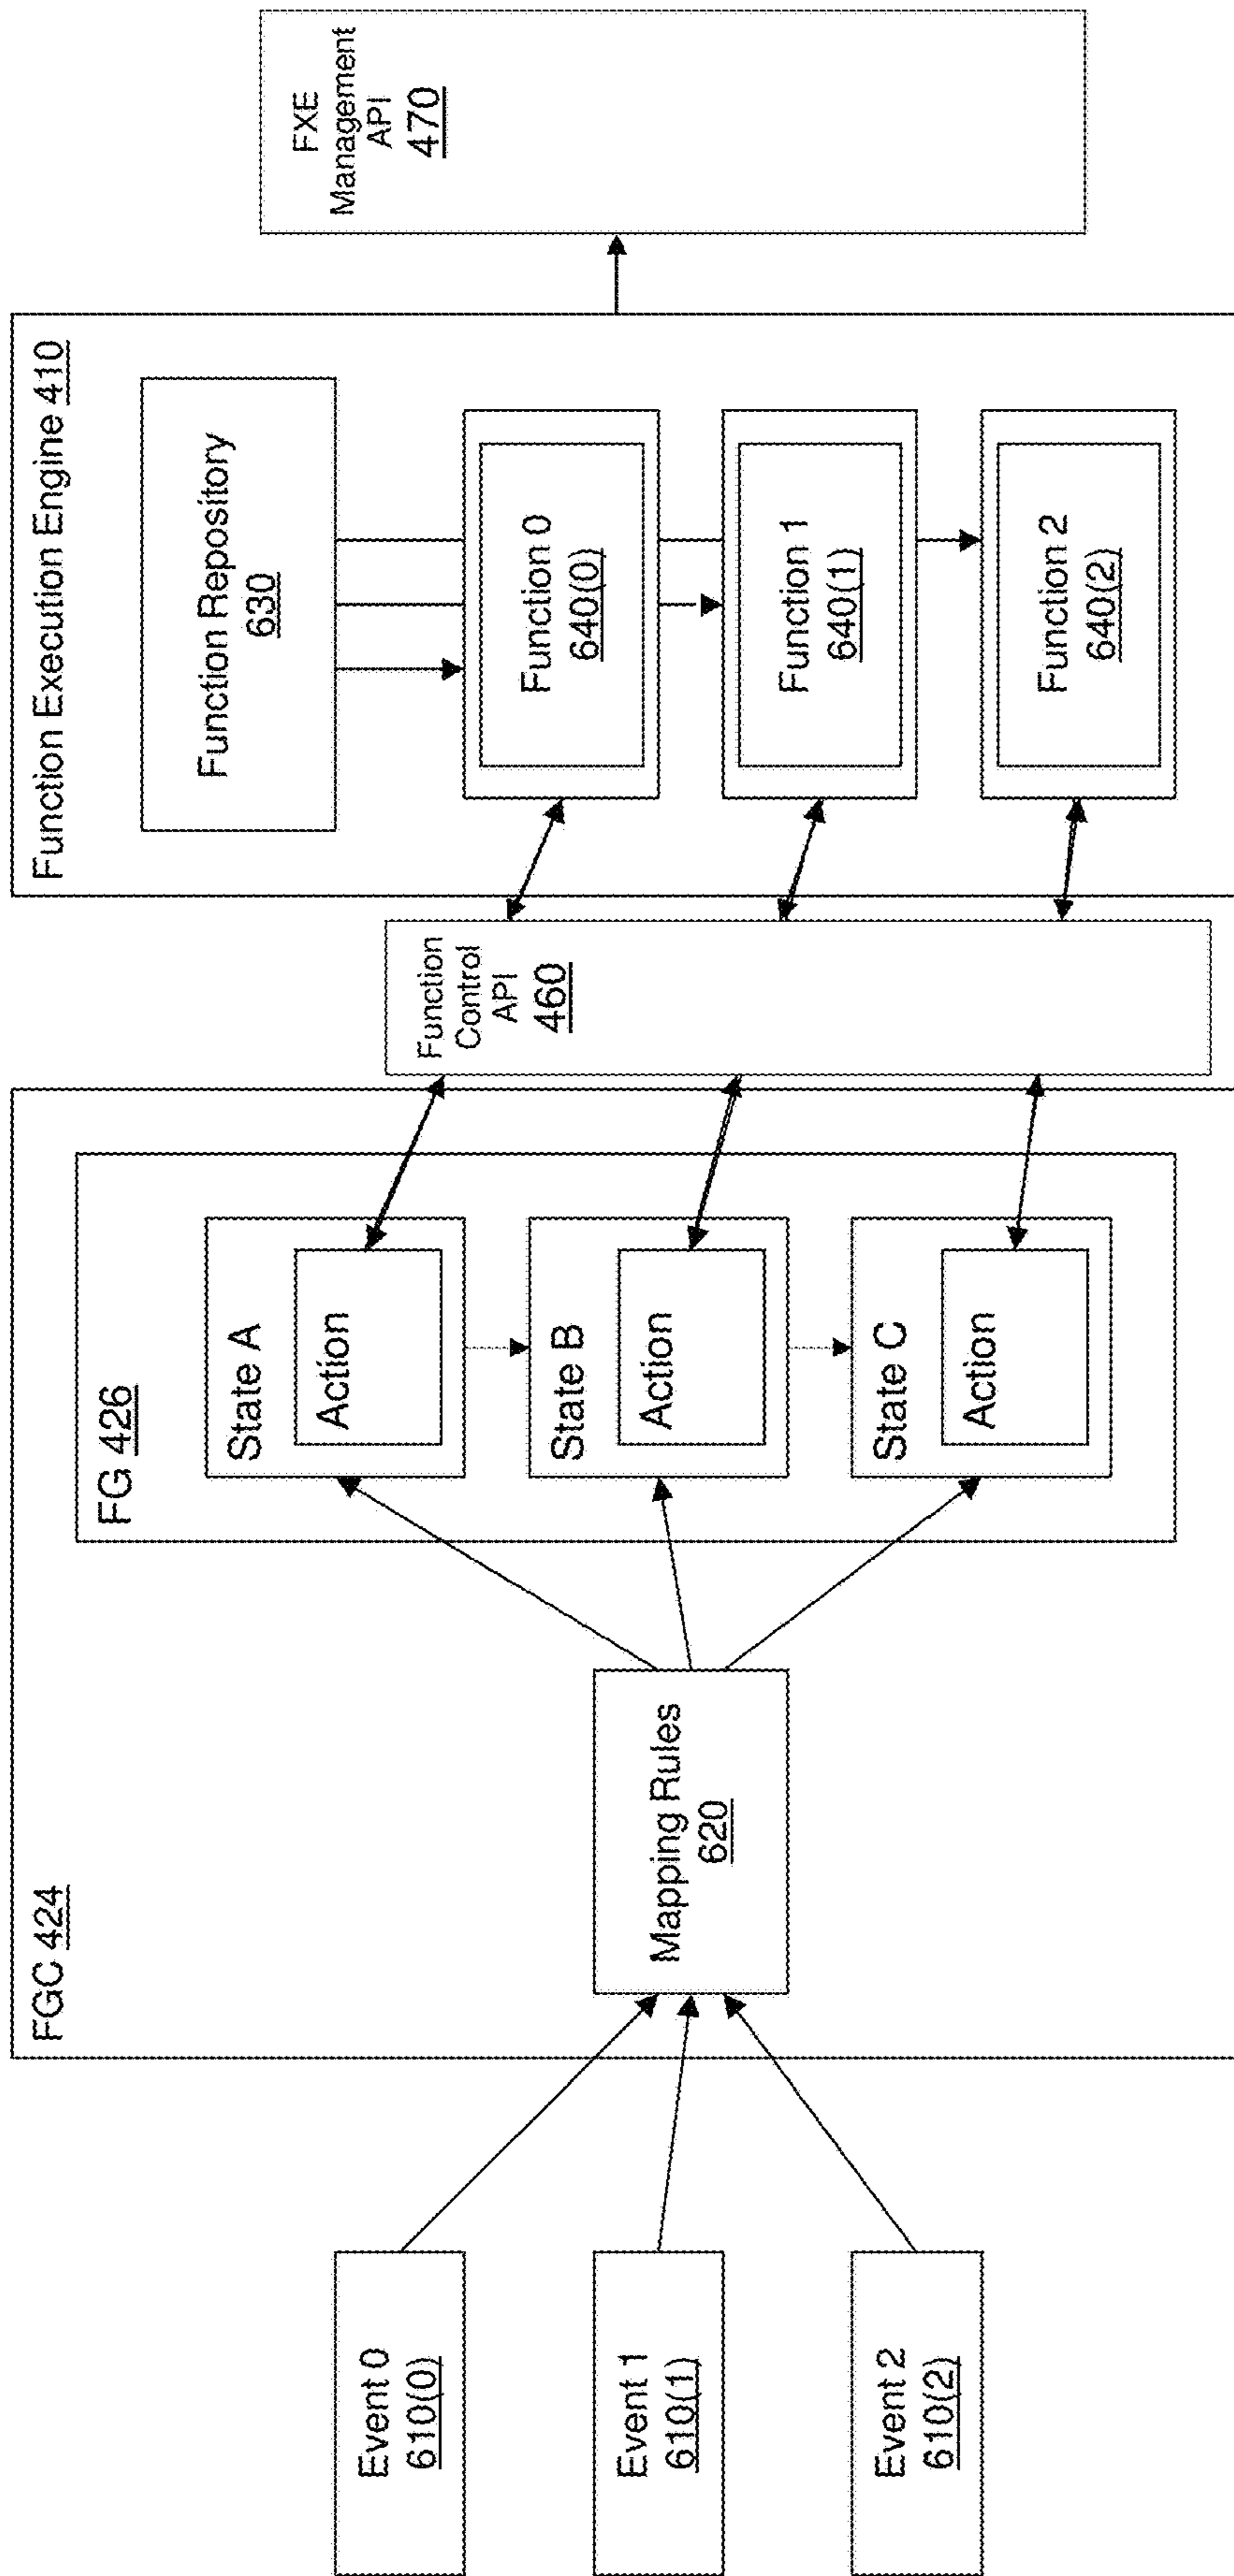 Event 0
610(0)
Event 1
610(1)
Event 2
610(2)
FGC 424
Mapping Rules
620
FG 426
State A
Action
State B
Action
State C
Action
Function
Control
API
460
Function Execution Engine 410
Function Repository
630
Function 0
640(0)
Function 1
640(1)
Function 2
640(2)
FXE
Management
API
470